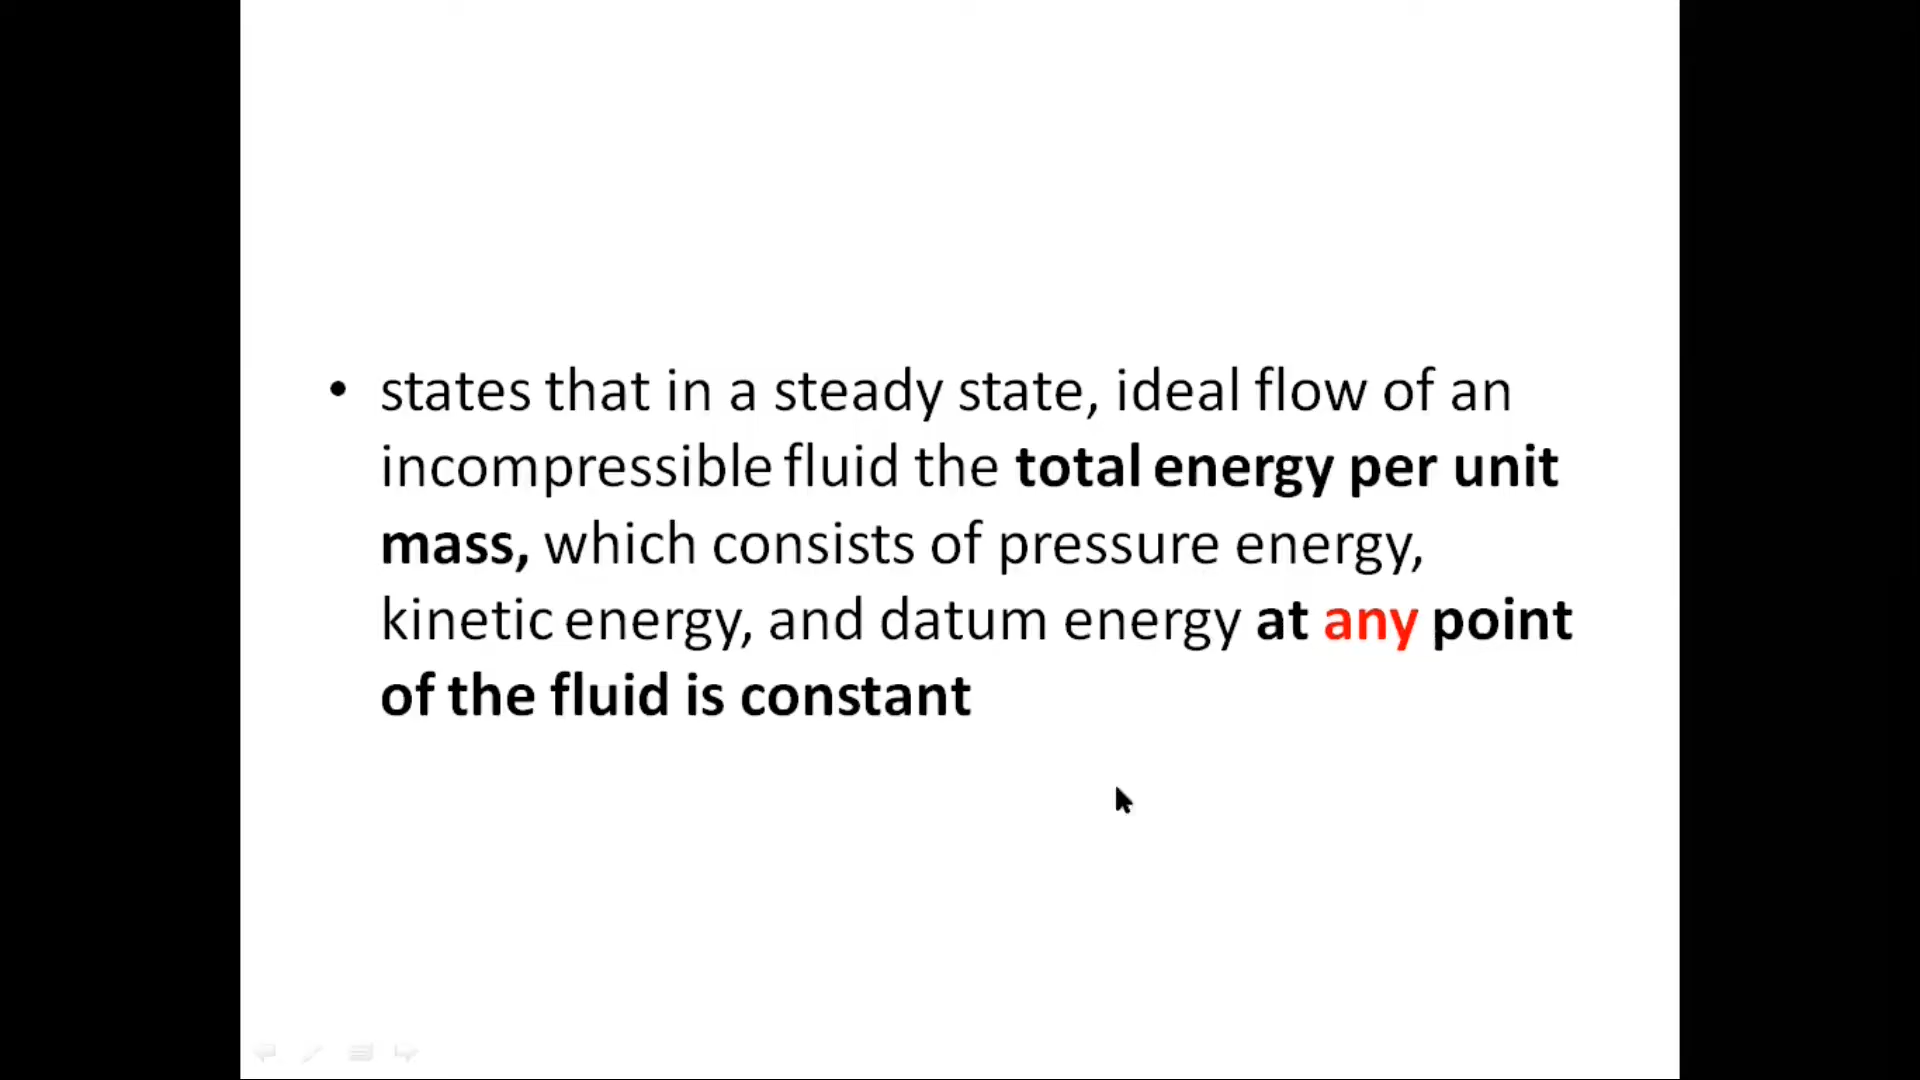 • states that in a steady state, ideal flow of an
incompressible fluid the total energy per unit
mass, which consists of pressure energy,
kinetic energy, and datum energy at any point
of the fluid is constant